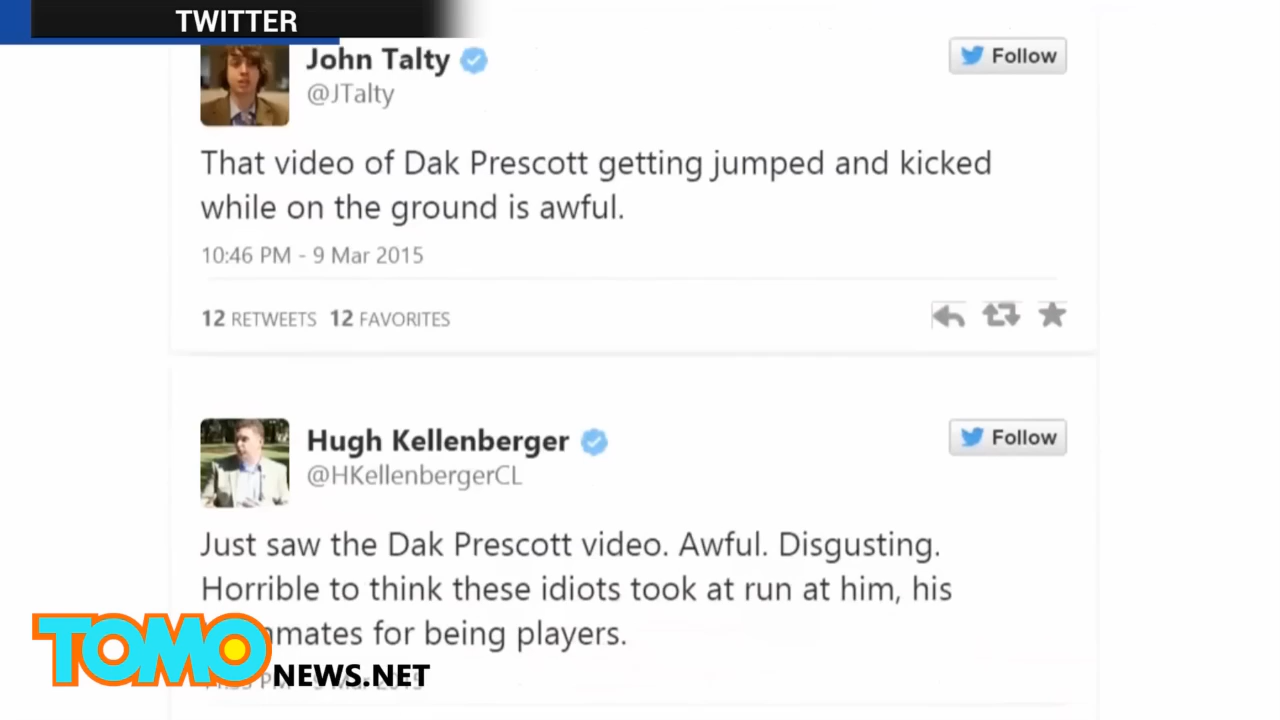 TWITTER
John Talty
Follow
@JTalty
That video of Dak Prescott getting jumped and kicked
while on the ground is awful.
10:46 PM - 9 Mar 2015
12 RETWEETS 12 FAVORITES
Hugh Kellenberger
Follow
@HKellenbergerCL
Just saw the Dak Prescott video. Awful. Disgusting.
Horrible to think these idiots took at run at him, his
mates for being players.
TOMO
NEWS.NET